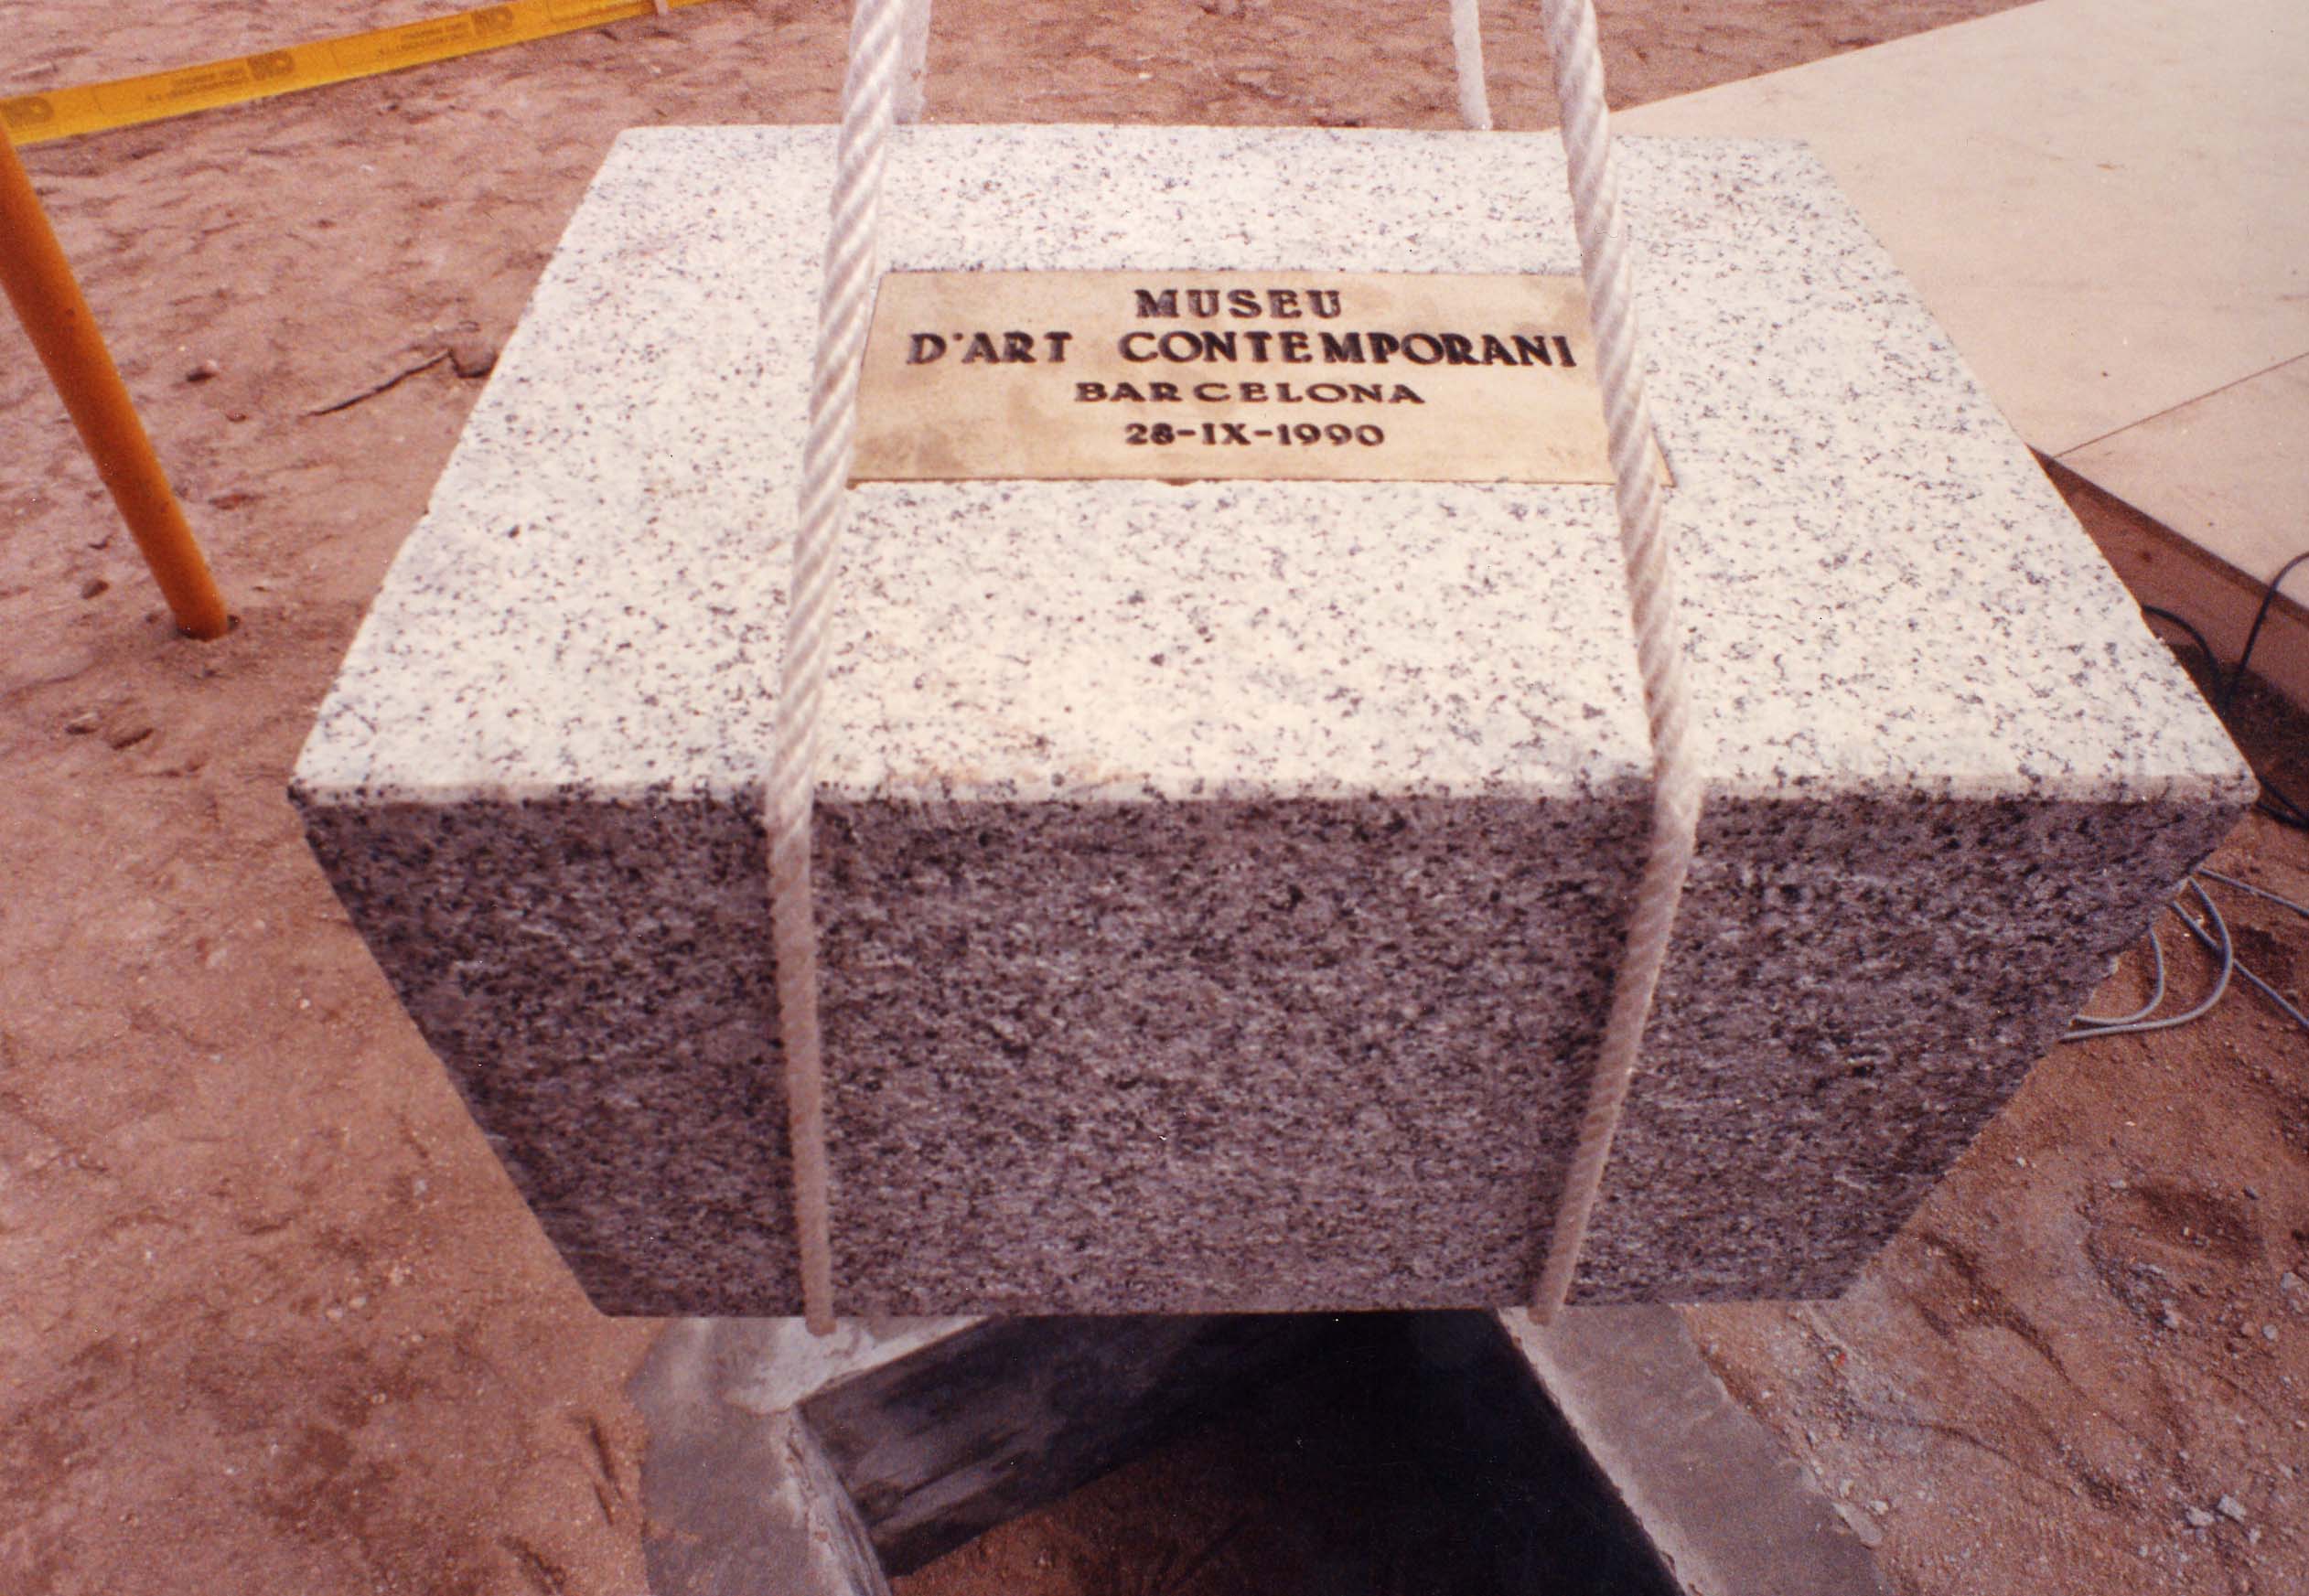 MUSEU
D'ART CONTEMPORANI
BARCELONA
28-IX-1990